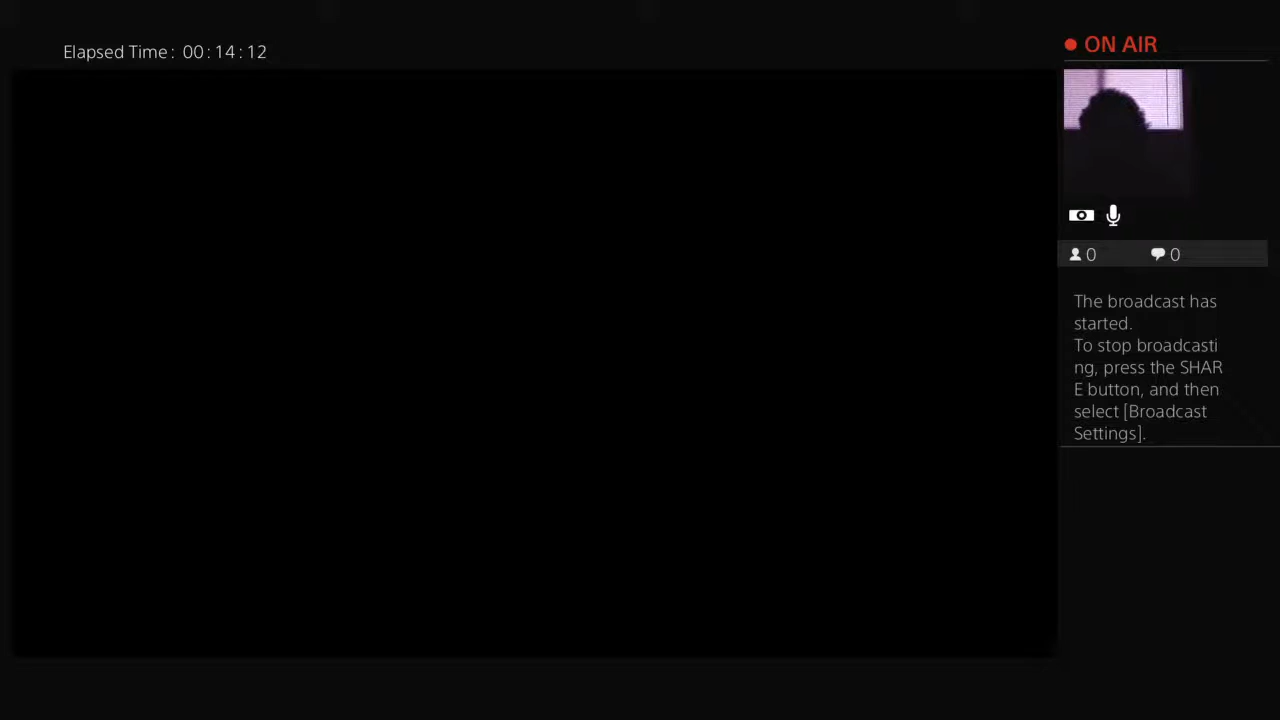 Elapsed Time: 00:14:12
ON AIR
0 0
The broadcast has
started.
To stop broadcasti
ng, press the SHAR
E button, and then
select [Broadcast
Settings].